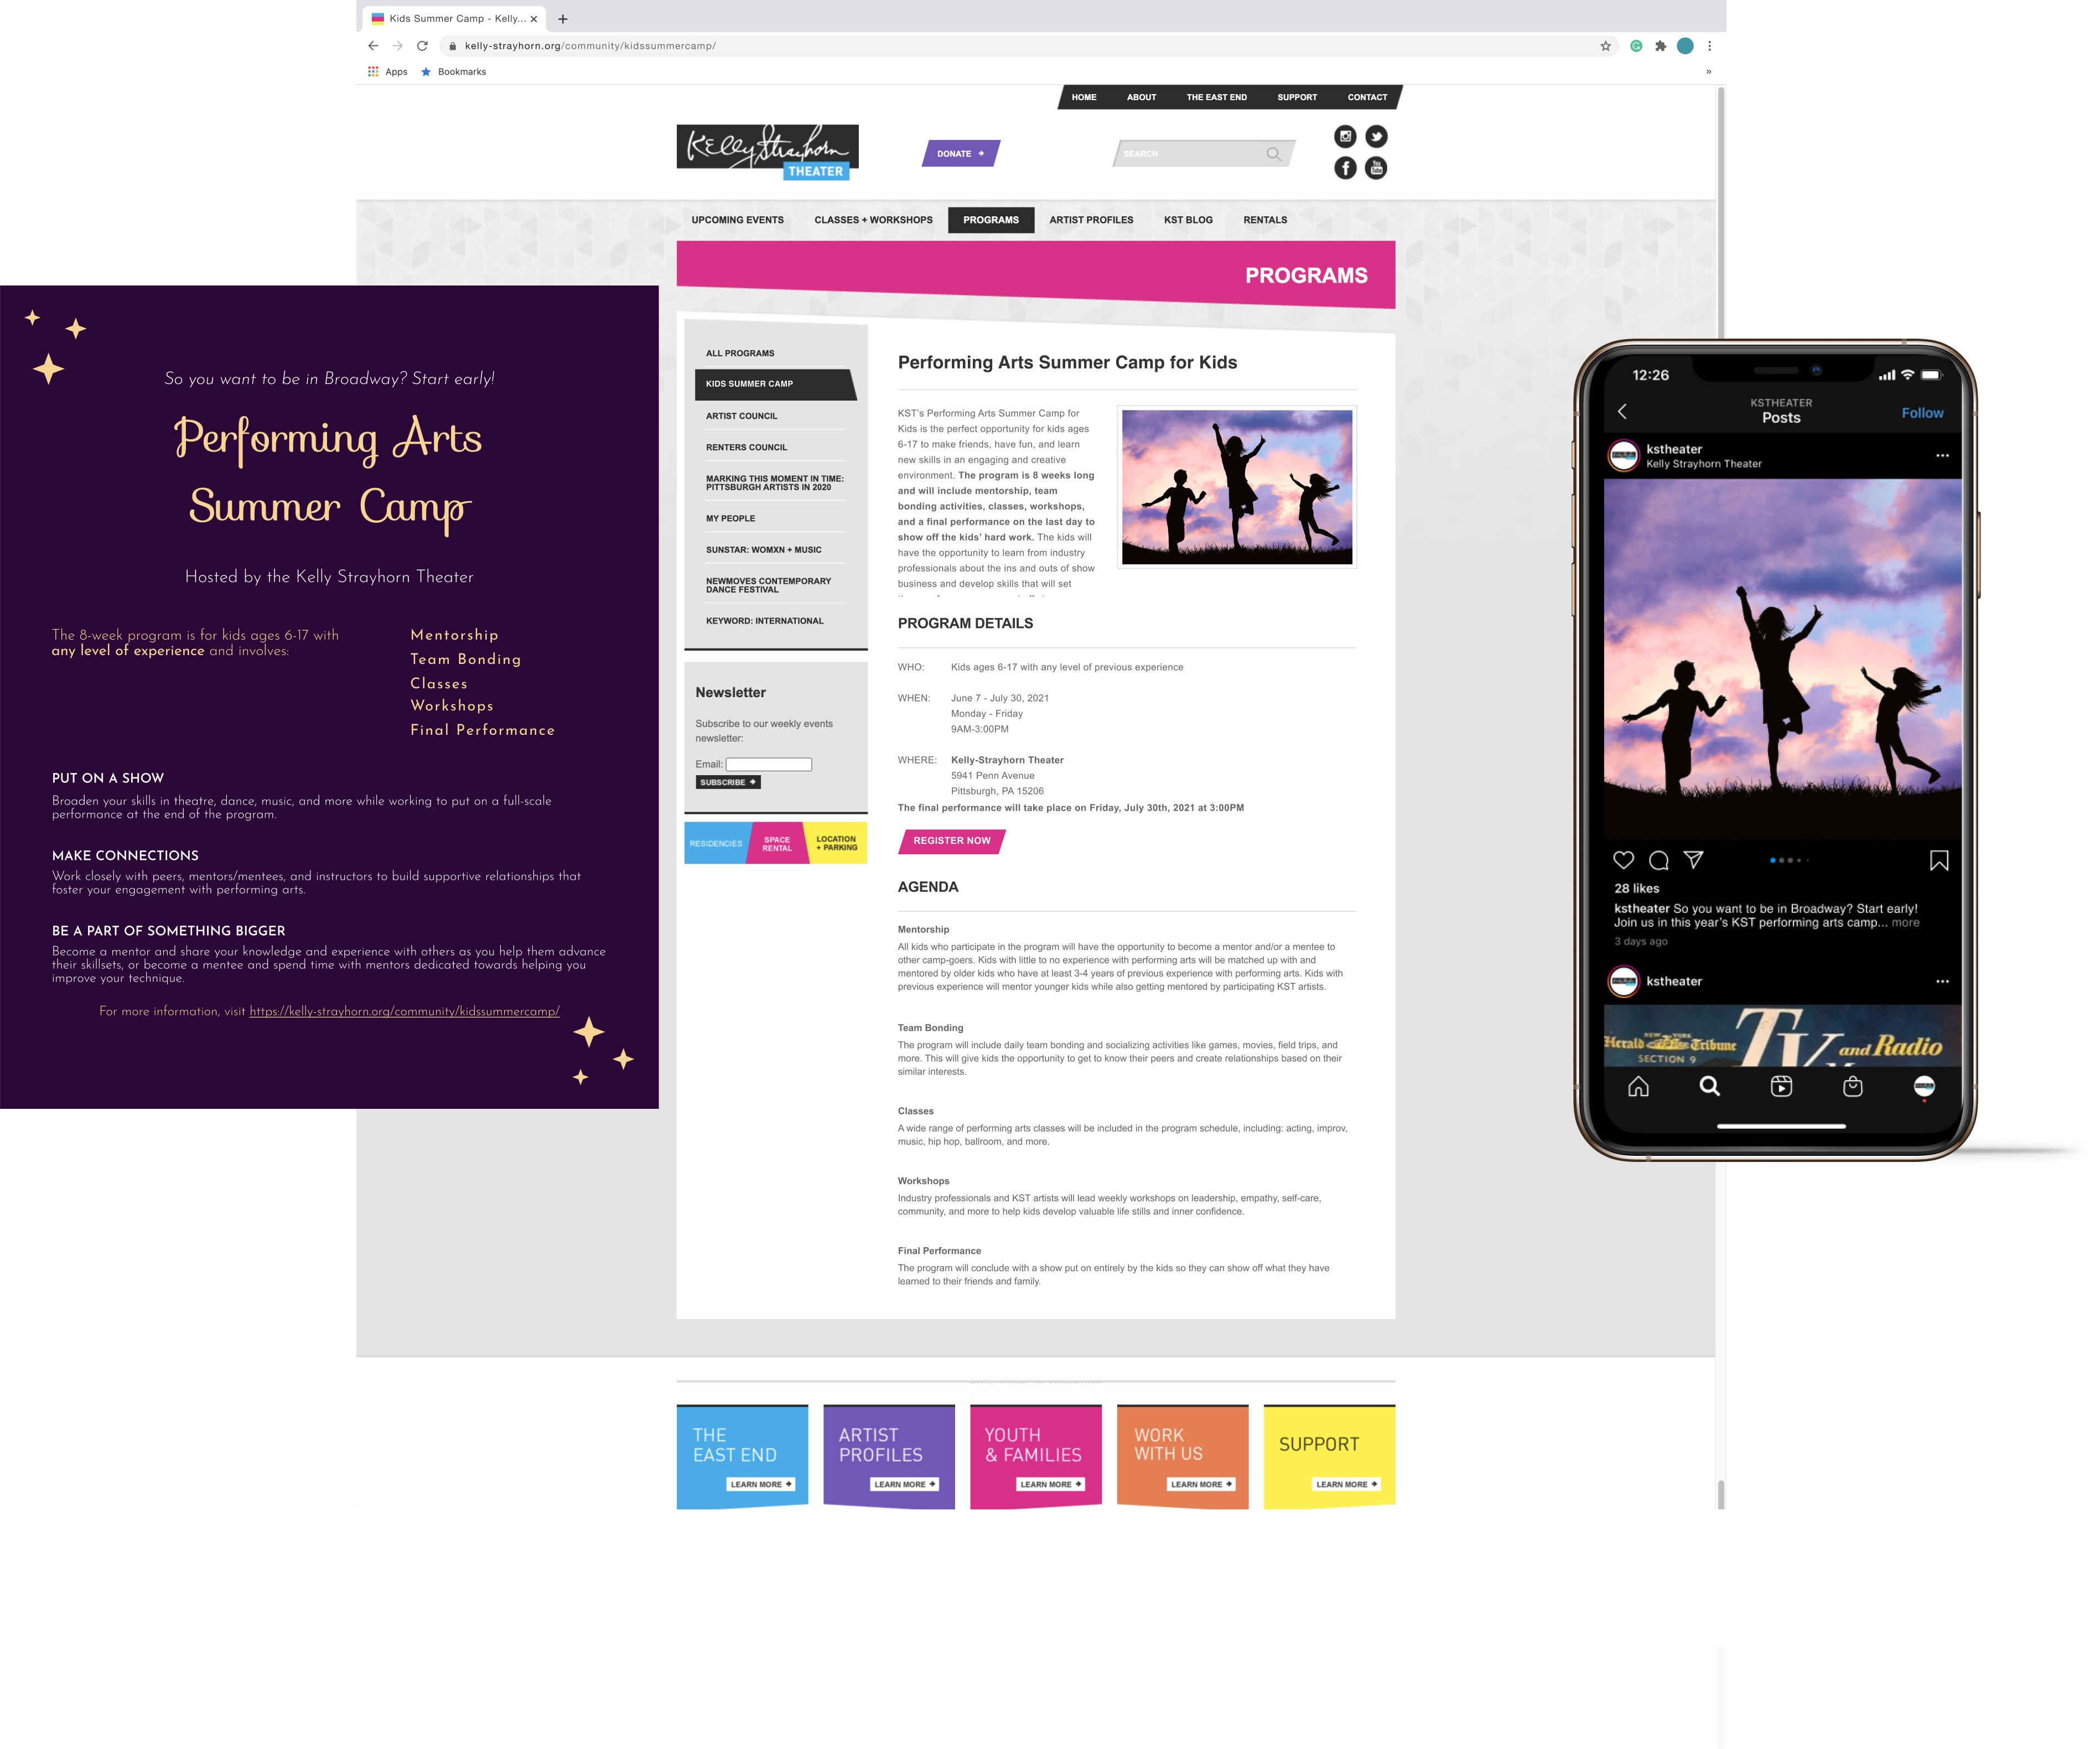 Kids Summer Camp - Kelly...
kelly-strayhorn.org/community/kidssummercamp/
Apps
Bookmarks
»
HOME
ABOUT
THE EAST END
SUPPORT
CONTACT
Kelly Strayhorn
THEATER
DONATE
SEARCH
You
Tube
UPCOMING EVENTS
CLASSES + WORKSHOPS
PROGRAMS
ARTIST PROFILES
KST BLOG
RENTALS
PROGRAMS
So you want to be in Broadway? Start early!
Performing Arts
Summer Camp
Hosted by the Kelly Strayhorn Theater
The 8-week program is for kids ages 6-17 with
any level of experience and involves:
Mentorship
Team Bonding
Classes
Workshops
Final Performance
PUT ON A SHOW
Broaden your skills in theatre, dance, music, and more while working to put on a full-scale
performance at the end of the program.
MAKE CONNECTIONS
Work closely with peers, mentors/mentees, and instructors to build supportive relationships that
foster your engagement with performing arts.
BE A PART OF SOMETHING BIGGER
Become a mentor and share your knowledge and experience with others as you help them advance
their skillsets, or become a mentee and spend time with mentors dedicated towards helping you
improve your technique.
For more information, visit https://kelly-strayhorn.org/community/kidssummercamp/
ALL PROGRAMS
KIDS SUMMER CAMP
ARTIST COUNCIL
RENTERS COUNCIL
MARKING THIS MOMENT IN TIME:
PITTSBURGH ARTISTS IN 2020
MY PEOPLE
SUNSTAR: WOMXN + MUSIC
NEWMOVES CONTEMPORARY
DANCE FESTIVAL
KEYWORD: INTERNATIONAL
Newsletter
Subscribe to our weekly events
newsletter:
Email:
SUBSCRIBE
RESIDENCIES
SPACE
RENTAL
LOCATION
+ PARKING
Performing Arts Summer Camp for Kids
KST's Performing Arts Summer Camp for
Kids is the perfect opportunity for kids ages
6-17 to make friends, have fun, and learn
new skills in an engaging and creative
environment. The program is 8 weeks long
and will include mentorship, team
bonding activities, classes, workshops,
and a final performance on the last day to
show off the kids' hard work. The kids will
have the opportunity to learn from industry
professionals about the ins and outs of show
business and develop skills that will set
PROGRAM DETAILS
WHO: Kids ages 6-17 with any level of previous experience
WHEN: June 7 - July 30, 2021
Monday - Friday
9AM-3:00PM
WHERE: Kelly-Strayhorn Theater
5941 Penn Avenue
Pittsburgh, PA 15206
The final performance will take place on Friday, July 30th, 2021 at 3:00PM
REGISTER NOW
AGENDA
Mentorship
All kids who participate in the program will have the opportunity to become a mentor and/or a mentee to
other camp-goers. Kids with little to no experience with performing arts will be matched up with and
mentored by older kids who have at least 3-4 years of previous experience with performing arts. Kids with
previous experience will mentor younger kids while also getting mentored by participating KST artists.
Team Bonding
The program will include daily team bonding and socializing activities like games, movies, field trips, and
more. This will give kids the opportunity to get to know their peers and create relationships based on their
similar interests.
Classes
A wide range of performing arts classes will be included in the program schedule, including: acting, improv,
music, hip hop, ballroom, and more.
Workshops
Industry professionals and KST artists will lead weekly workshops on leadership, empathy, self-care,
community, and more to help kids develop valuable life stills and inner confidence.
Final Performance
The program will conclude with a show put on entirely by the kids so they can show off what they have
learned to their friends and family.
12:26
KSTHEATER
Posts
Follow
kstheater
Kelly Strayhorn Theater
28 likes
kstheater So you want to be in Broadway? Start early!
Join us in this year's KST performing arts camp... more
3 days ago
kstheater
NEW YORK
Herald Tribune
SECTION 9
TV and Radio
THE
EAST END
LEARN MORE
ARTIST
PROFILES
LEARN MORE
YOUTH
& FAMILIES
LEARN MORE
WORK
WITH US
LEARN MORE
SUPPORT
LEARN MORE